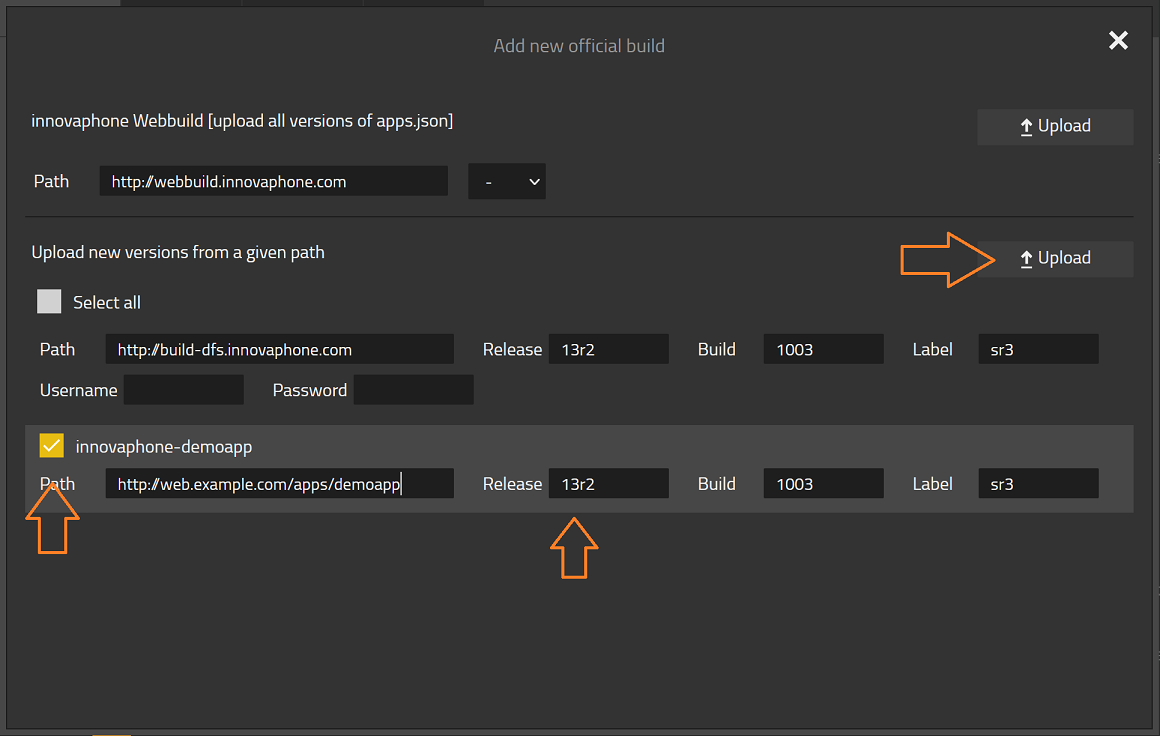 Add new official build
innovaphone Webbuild [upload all versions of apps.json]
Upload
Path http://webbuild.innovaphone.com -
Upload new versions from a given path
Upload
Select all
Path http://build-dfs.innovaphone.com Release 13r2 Build 1003 Label sr3
Username Password
innovaphone-demoapp
Path http://web.example.com/apps/demoapp Release 13r2 Build 1003 Label sr3